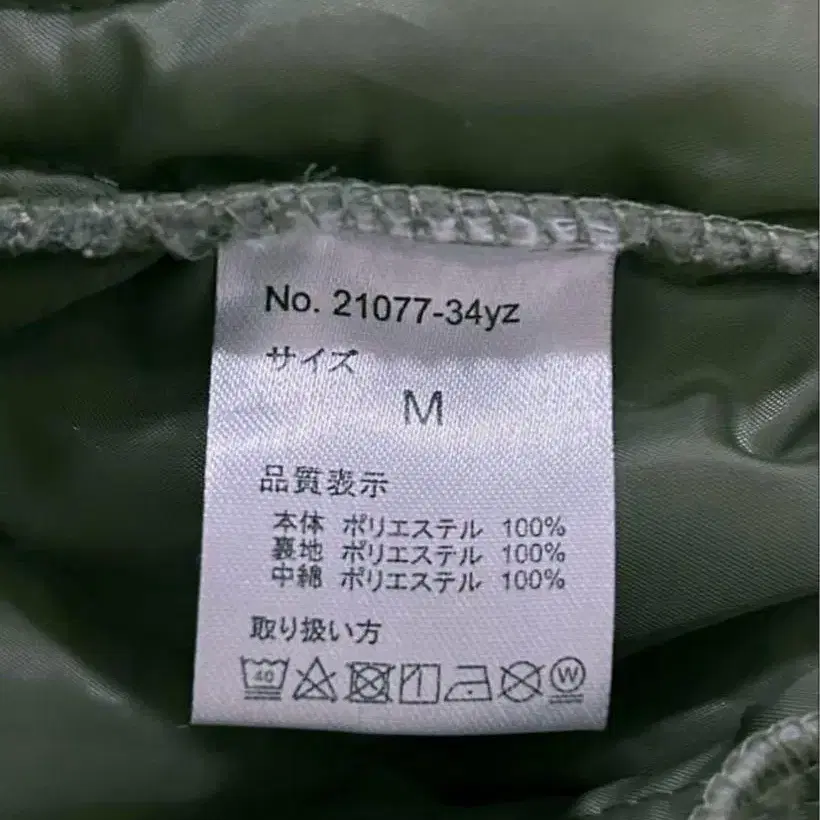 No. 21077-34yz
サイズ
M
品質表示
本体 ポリエステル 100%
裏地 ポリエステル 100%
中綿 ポリエステル 100%
取り扱い方
40 W